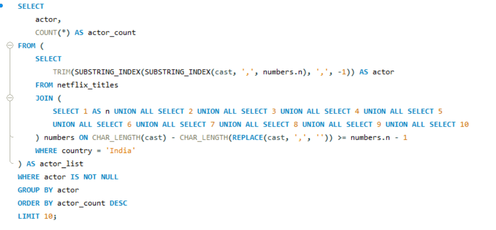 SELECT
actor,
COUNT(*) AS actor_count
FROM (
SELECT
TRIM(SUBSTRING_INDEX(SUBSTRING_INDEX(cast, ',', numbers.n), ',', -1)) AS actor
FROM netflix_titles
JOIN (
SELECT 1 AS n UNION ALL SELECT 2 UNION ALL SELECT 3 UNION ALL SELECT 4 UNION ALL SELECT 5
UNION ALL SELECT 6 UNION ALL SELECT 7 UNION ALL SELECT 8 UNION ALL SELECT 9 UNION ALL SELECT 10
) numbers ON CHAR_LENGTH(cast) - CHAR_LENGTH(REPLACE(cast, ',', '')) >= numbers.n - 1
WHERE country = 'India'
) AS actor_list
WHERE actor IS NOT NULL
GROUP BY actor
ORDER BY actor_count DESC
LIMIT 10;